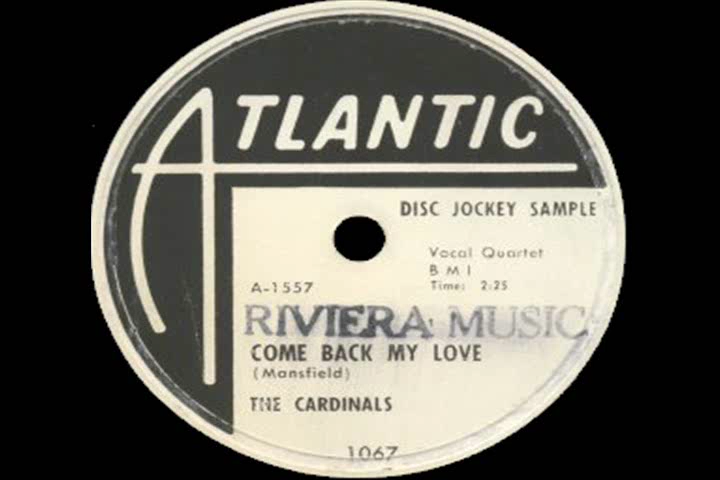 ATLANTIC
DISC JOCKEY SAMPLE
Vocal Quartet
B M I
Time: 2:25
A-1557
RIVIERA MUSIC
COME BACK MY LOVE
(Mansfield)
THE CARDINALS
1067